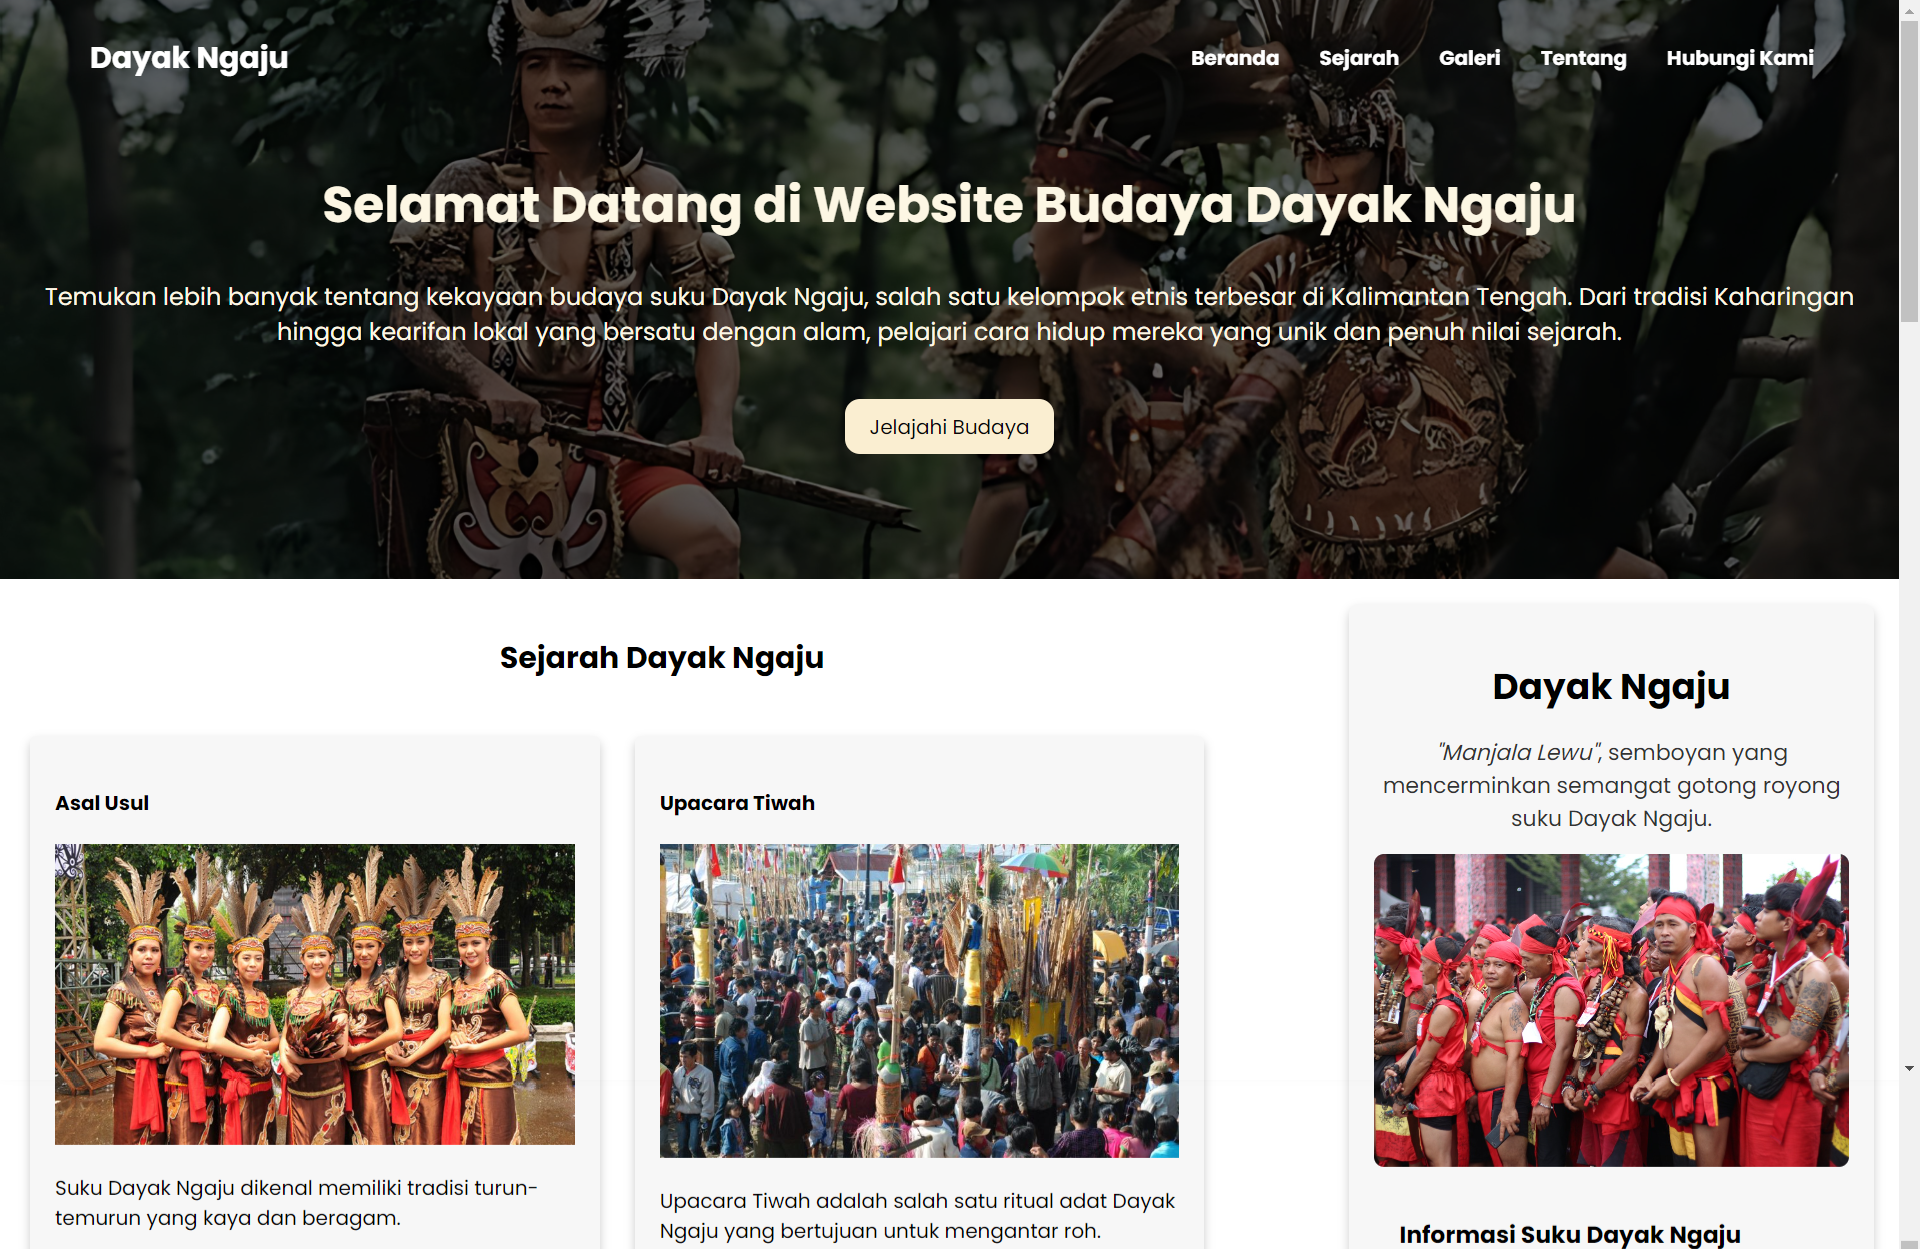 Dayak Ngaju
Beranda Sejarah Galeri Tentang Hubungi Kami
Selamat Datang di Website Budaya Dayak Ngaju
Temukan lebih banyak tentang kekayaan budaya suku Dayak Ngaju, salah satu kelompok etnis terbesar di Kalimantan Tengah. Dari tradisi Kaharingan
hingga kearifan lokal yang bersatu dengan alam, pelajari cara hidup mereka yang unik dan penuh nilai sejarah.
Jelajahi Budaya
Sejarah Dayak Ngaju
Asal Usul
Suku Dayak Ngaju dikenal memiliki tradisi turun-
temurun yang kaya dan beragam.
Upacara Tiwah
Upacara Tiwah adalah salah satu ritual adat Dayak
Ngaju yang bertujuan untuk mengantar roh.
Dayak Ngaju
"Manjala Lewu", semboyan yang
mencerminkan semangat gotong royong
suku Dayak Ngaju.
Informasi Suku Dayak Ngaju